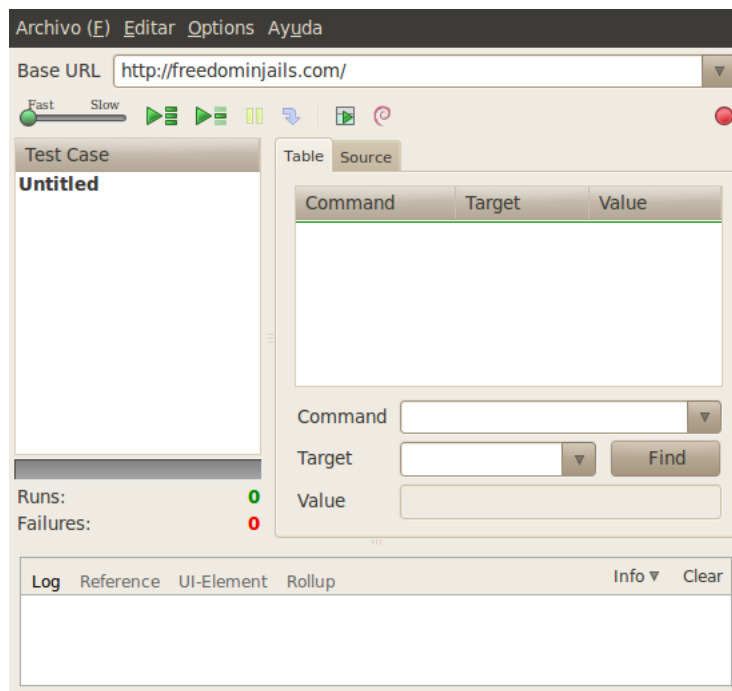 Archivo (F) Editar Options Ayuda
Base URL http://freedominjails.com/
Fast Slow
Test Case
Untitled
Table Source
Command Target Value
Command
Target Find
Value
Runs: 0
Failures: 0
Log Reference UI-Element Rollup Info Clear